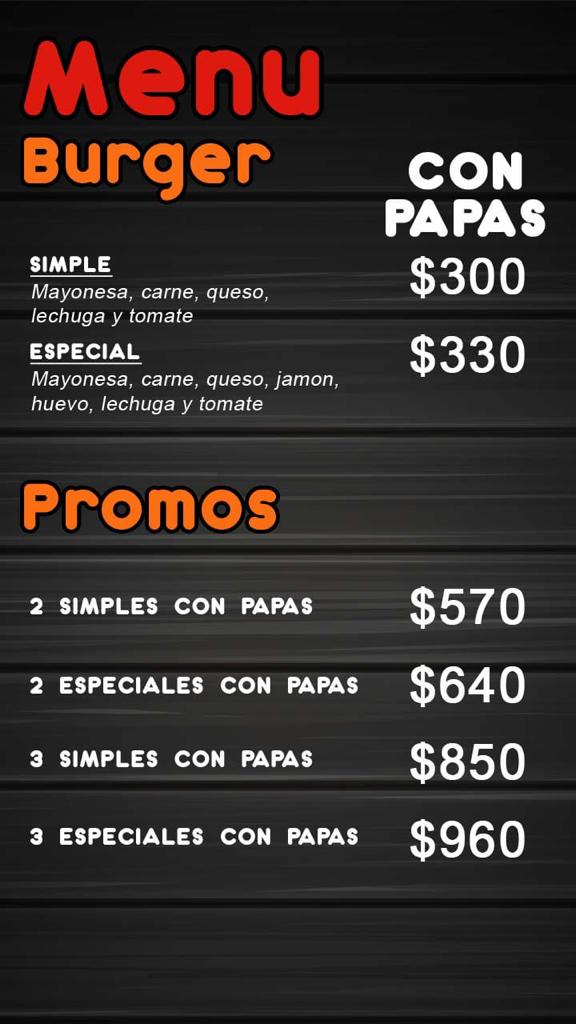 Menu
Burger
CON
PAPAS
SIMPLE $300
Mayonesa, carne, queso,
lechuga y tomate
ESPECIAL $330
Mayonesa, carne, queso, jamon,
huevo, lechuga y tomate
Promos
2 SIMPLES CON PAPAS $570
2 ESPECIALES CON PAPAS $640
3 SIMPLES CON PAPAS $850
3 ESPECIALES CON PAPAS $960